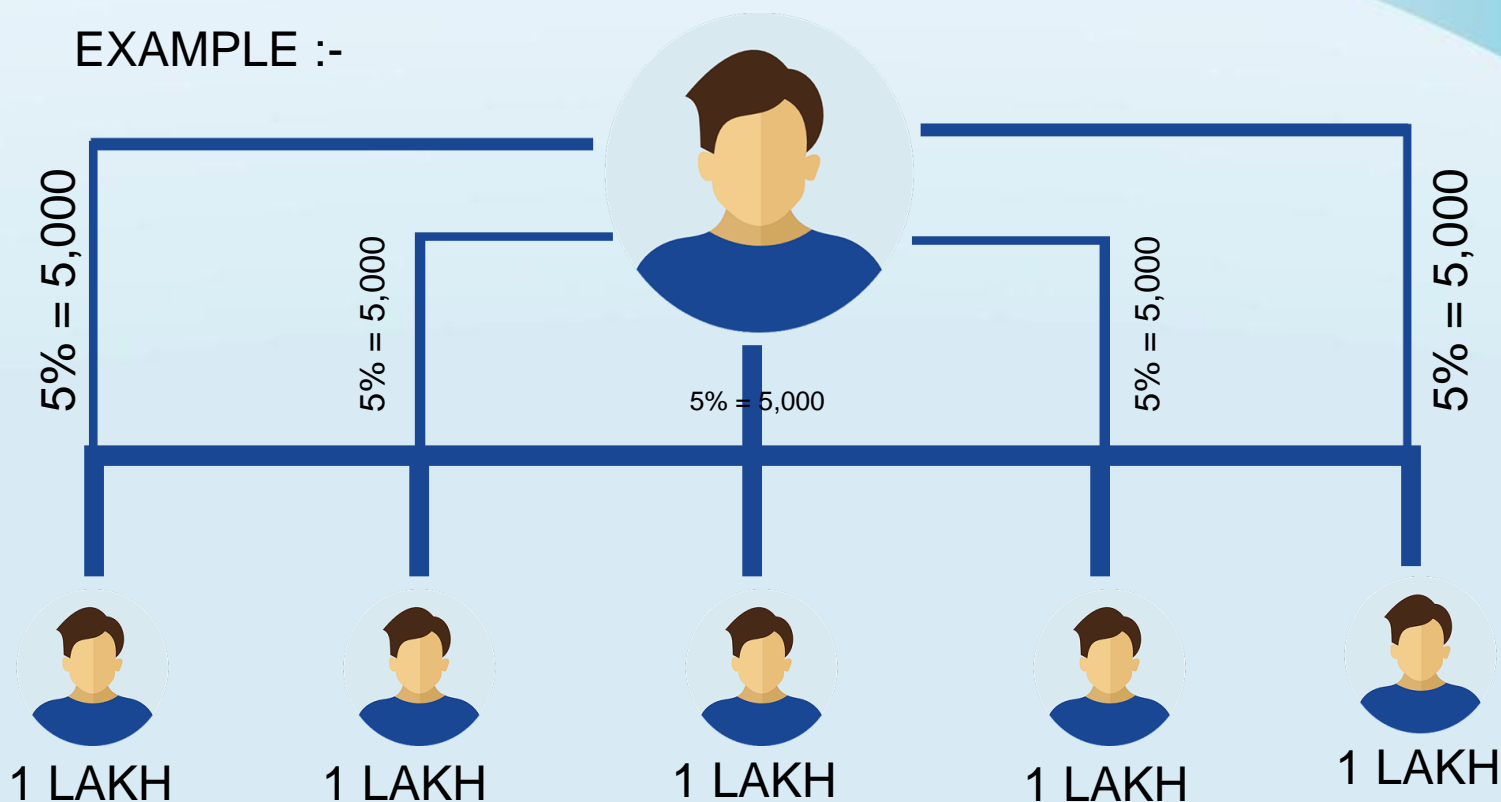 EXAMPLE :-
5% = 5,000
5% = 5,000
5% = 5,000
5% = 5,000
5% = 5,000
1 LAKH
1 LAKH
1 LAKH
1 LAKH
1 LAKH